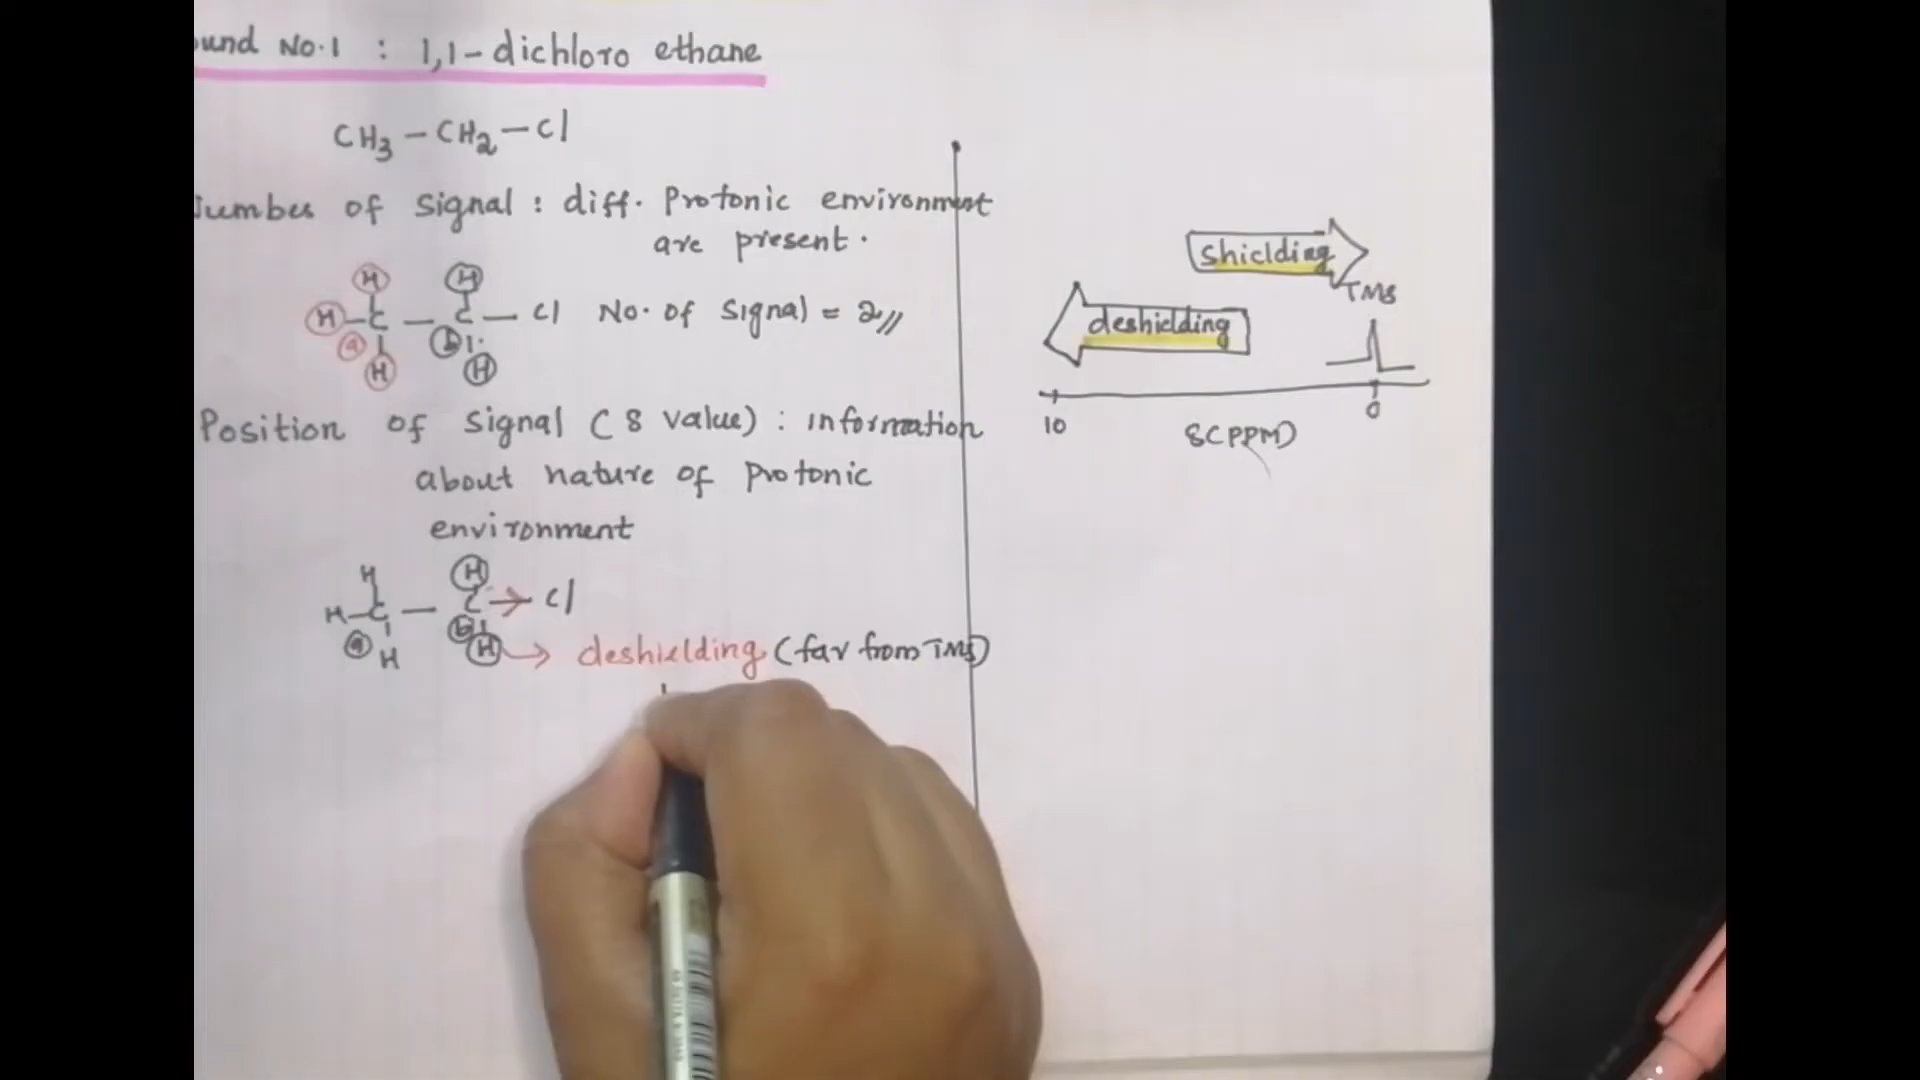 ound No.1 : 1,1-dichloro ethane
CH3 - CH2 - Cl
Number of signal : diff. Protonic environment
are present.
H H
H - C - C - Cl No. of signal = 2//
(a) (b)
H H
Position of signal (δ value) : information
about nature of protonic
environment
H H
H - C - C → Cl
(a) H (b) H → deshielding (far from TMS)
shielding
TMS
deshielding
10 δ(PPM) 0